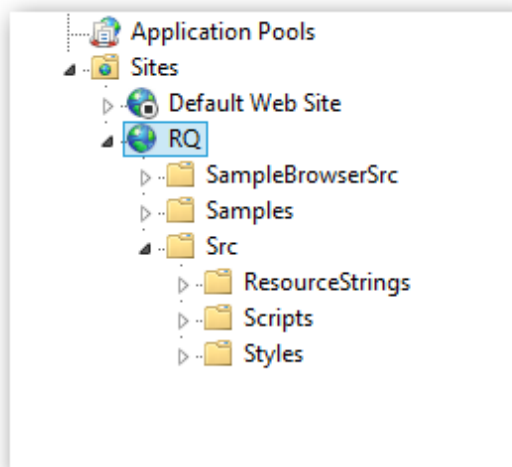 Application Pools
Sites
Default Web Site
RQ
SampleBrowserSrc
Samples
Src
ResourceStrings
Scripts
Styles